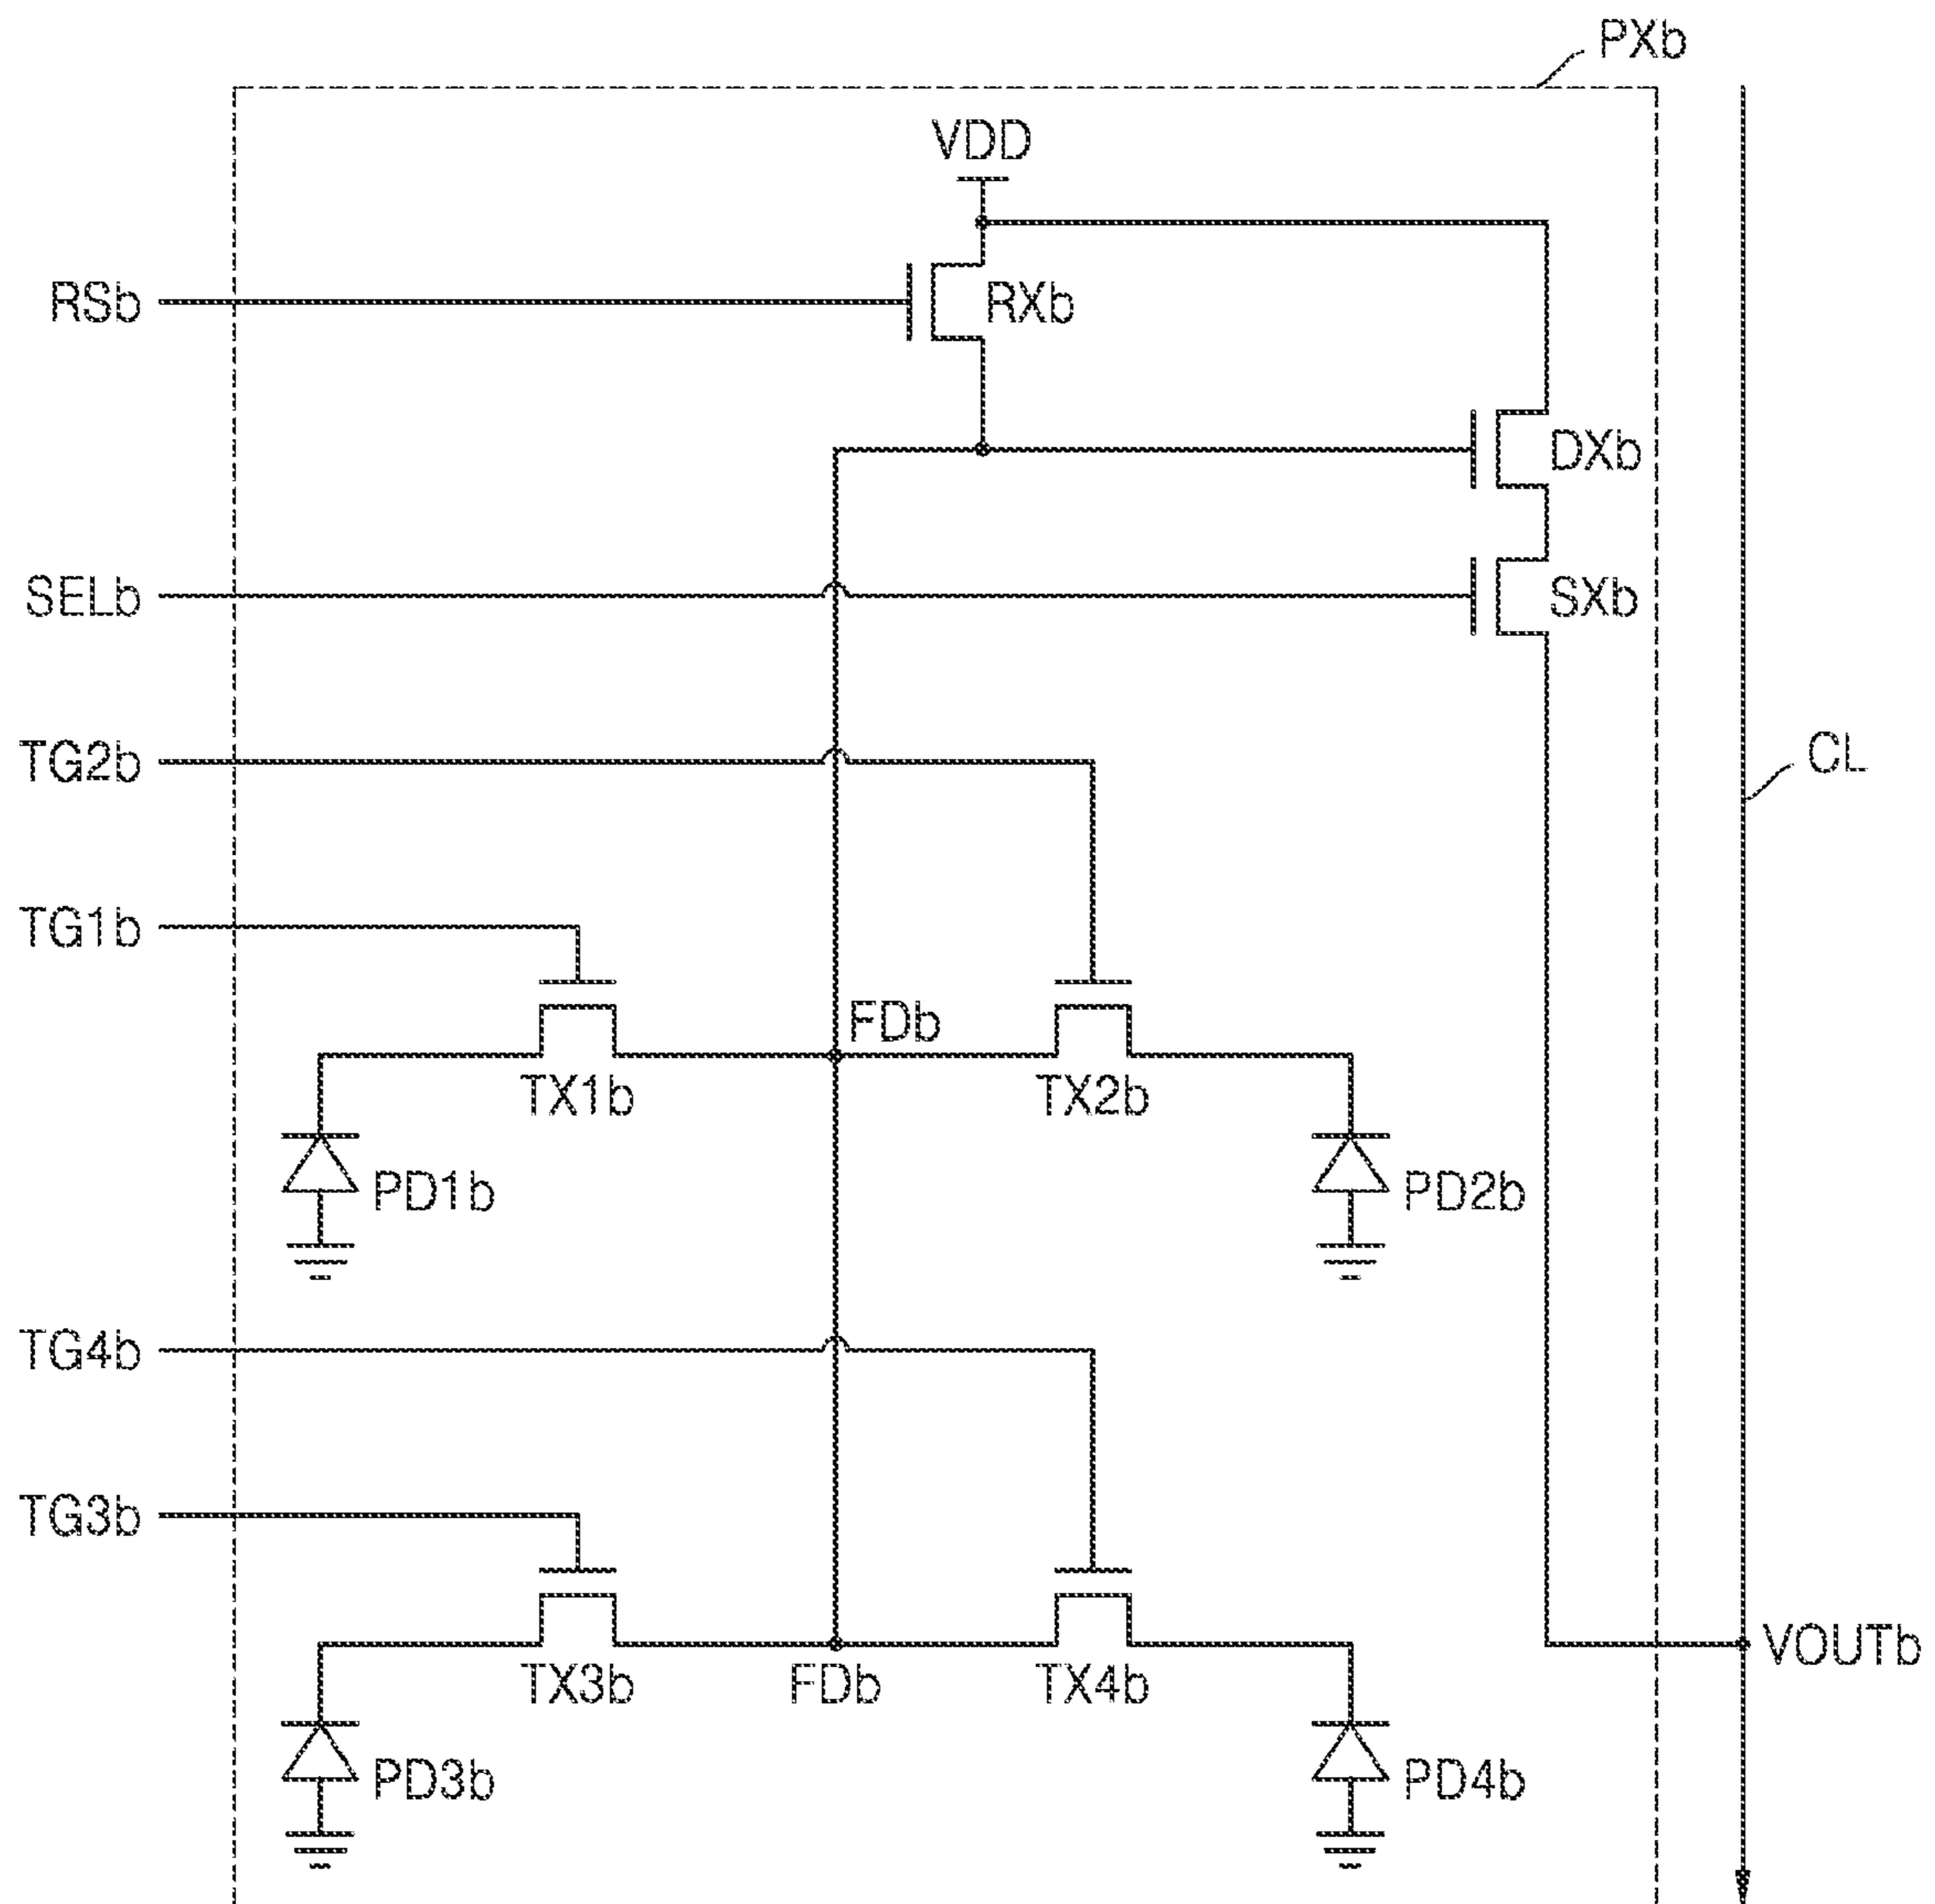 PXb
VDD
RSb
RXb
DXb
SELb
SXb
TG2b
CL
TG1b
FDb
TX1b
TX2b
PD1b
PD2b
TG4b
TG3b
VOUTb
TX3b
FDb
TX4b
PD3b
PD4b